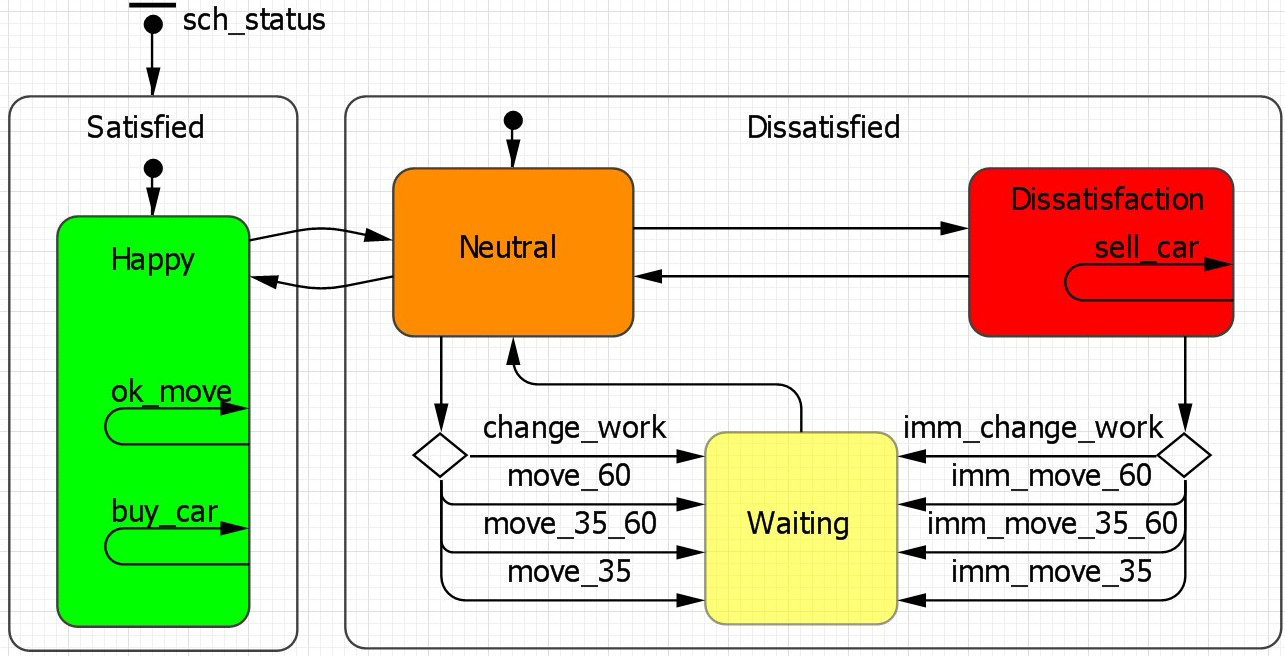 sch_status
Satisfied
Dissatisfied
Happy
Neutral
Dissatisfaction
sell_car
ok_move
buy_car
change_work
move_60
move_35_60
move_35
Waiting
imm_change_work
imm_move_60
imm_move_35_60
imm_move_35